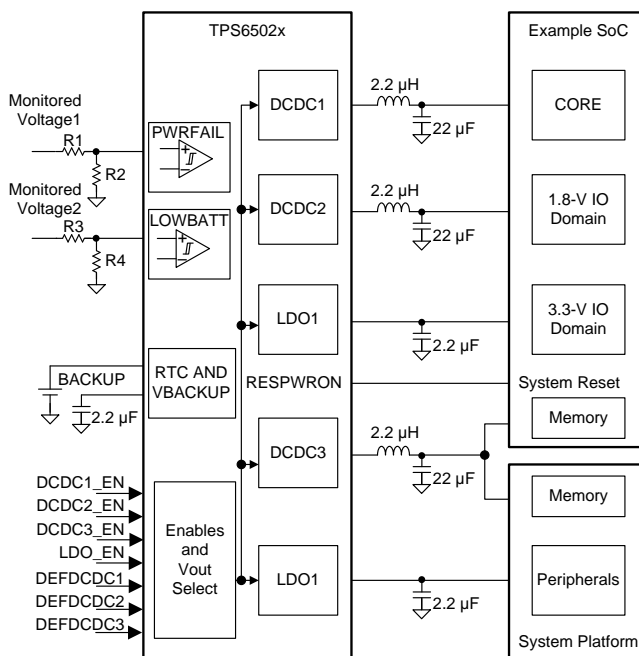 TPS6502x
Example SoC
Monitored
Voltage1
R1
R2
PWRFAIL
+
DCDC1
2.2 µH
22 µF
CORE
Monitored
Voltage2
R3
R4
LOWBATT
+
DCDC2
2.2 µH
22 µF
1.8-V IO
Domain
LDO1
2.2 µF
3.3-V IO
Domain
BACKUP
2.2 µF
RTC AND
VBACKUP
RESPWRON
System Reset
Memory
DCDC3
2.2 µH
22 µF
Memory
DCDC1_EN
DCDC2_EN
DCDC3_EN
LDO_EN
DEFDCDC1
DEFDCDC2
DEFDCDC3
Enables
and
Vout
Select
LDO1
2.2 µF
Peripherals
System Platform